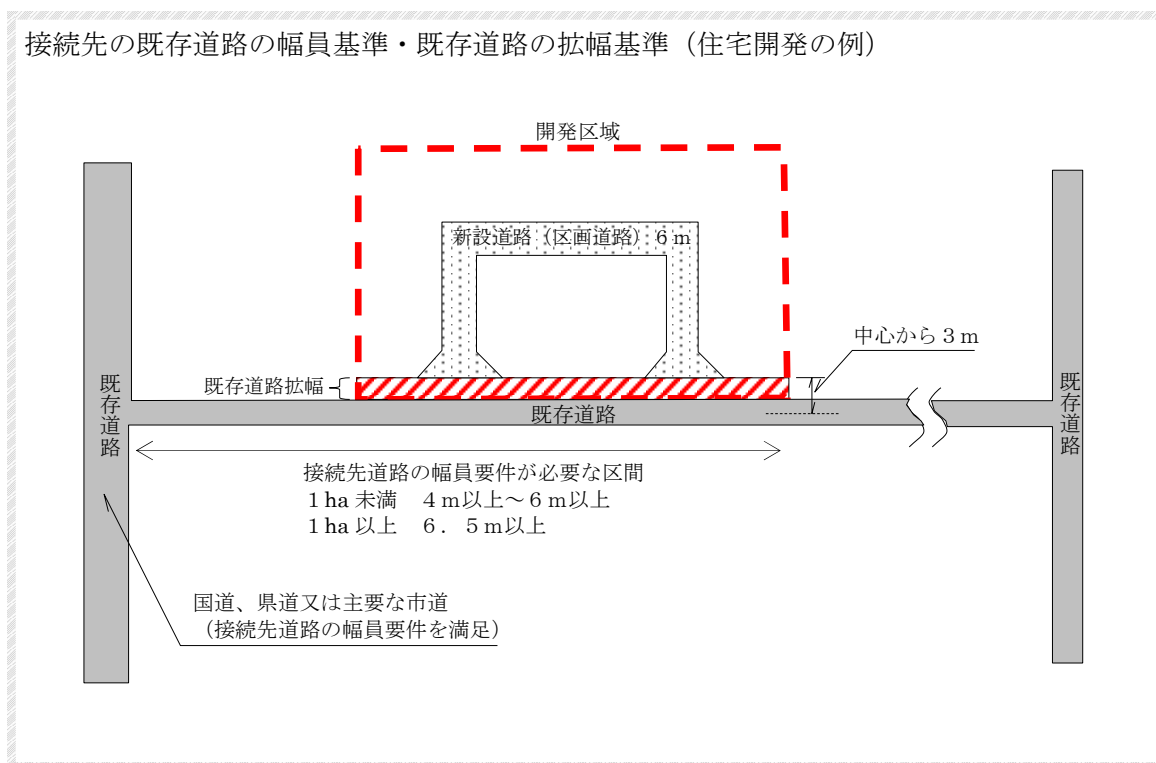 接続先の既存道路の幅員基準・既存道路の拡幅基準（住宅開発の例）
開発区域
新設道路（区画道路）６ｍ
中心から３ｍ
既存道路拡幅
既存道路
既存道路
既存道路
接続先道路の幅員要件が必要な区間
１ha 未満　４ｍ以上～６ｍ以上
１ha 以上　６．５ｍ以上
国道、県道又は主要な市道
（接続先道路の幅員要件を満足）